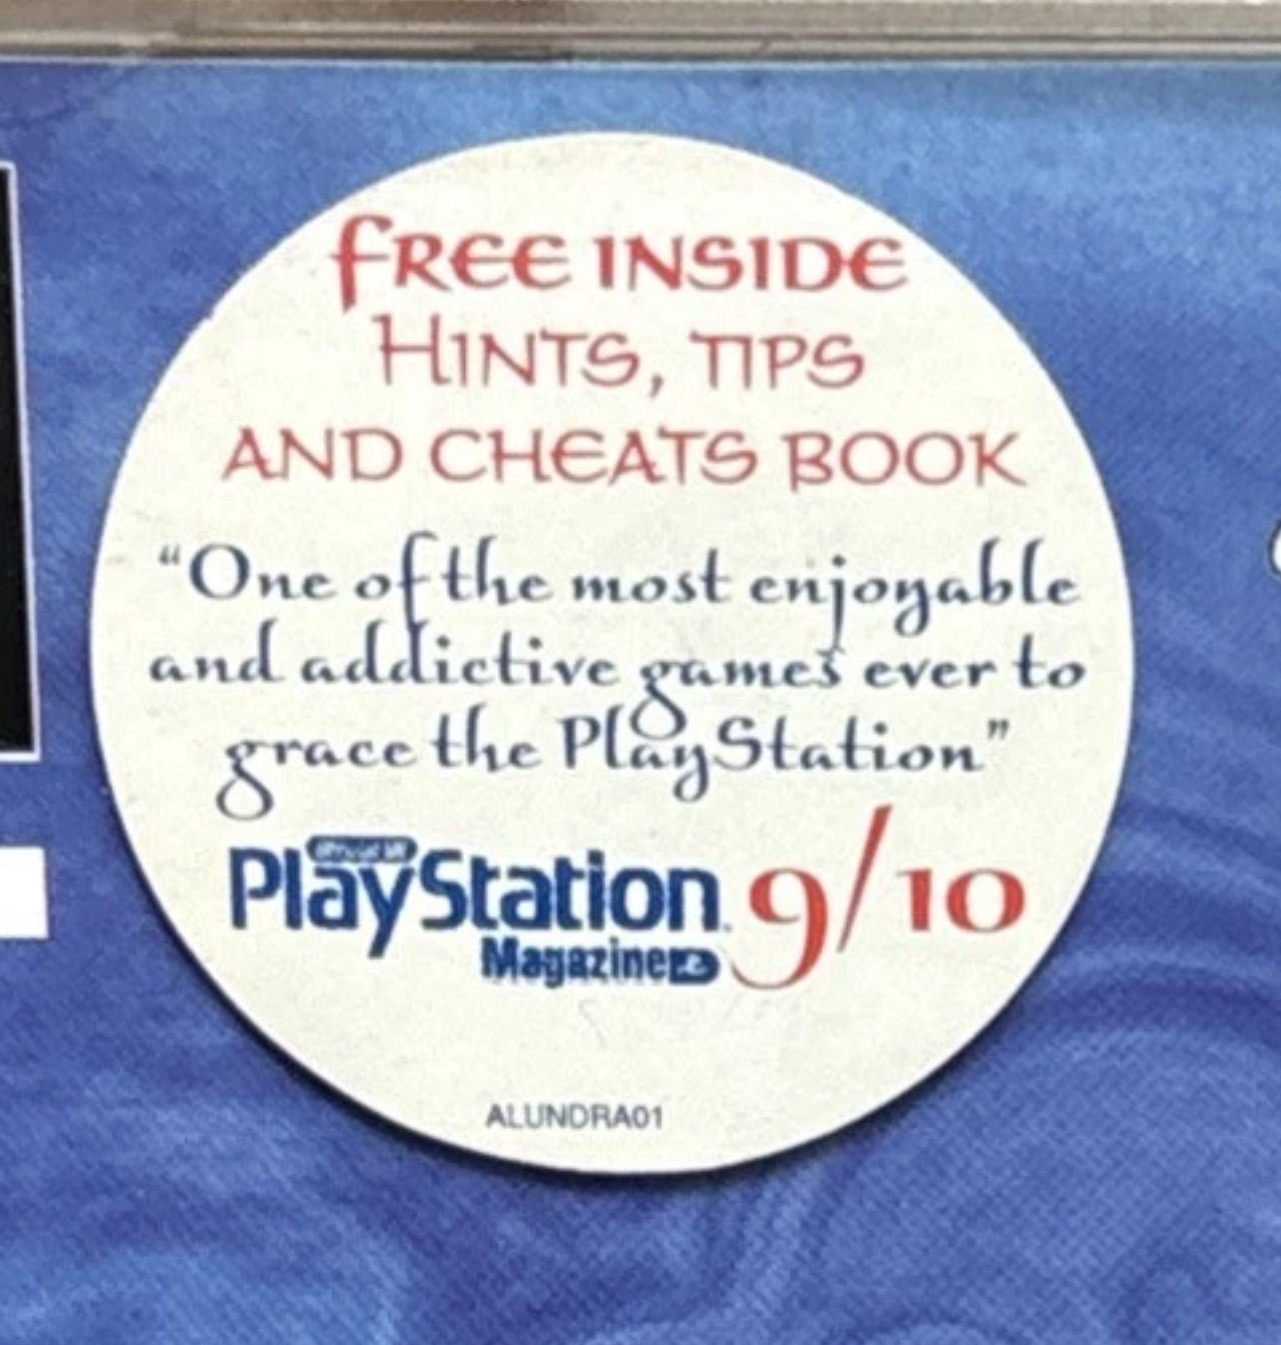 FREE INSIDE
HINTS, TIPS
AND CHEATS BOOK
“One of the most enjoyable
and addictive games ever to
grace the PlayStation”
PlayStation 9/10
Magazine
ALUNDRA01